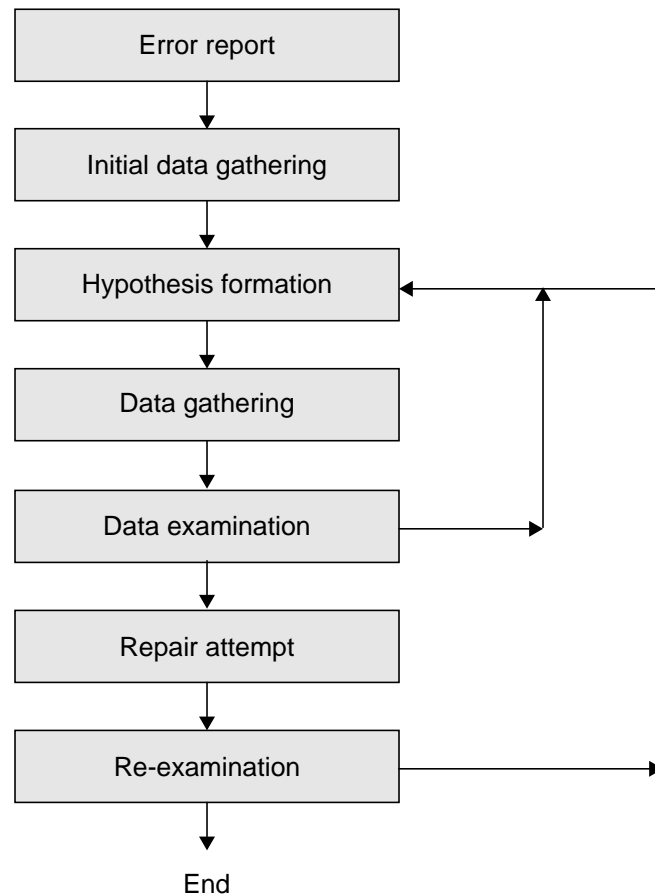 Error report
Initial data gathering
Hypothesis formation
Data gathering
Data examination
Repair attempt
Re-examination
End